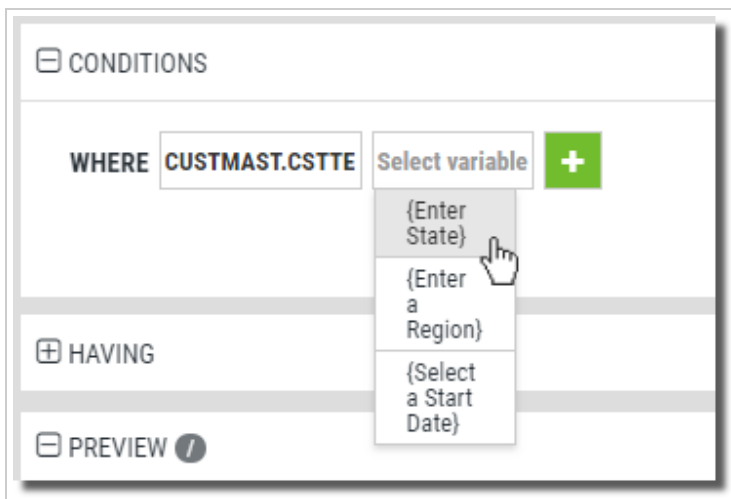 CONDITIONS
WHERE CUSTMAST.CSTTE Select variable +
{Enter
State}
{Enter
a
Region}
{Select
a Start
Date}
HAVING
PREVIEW /